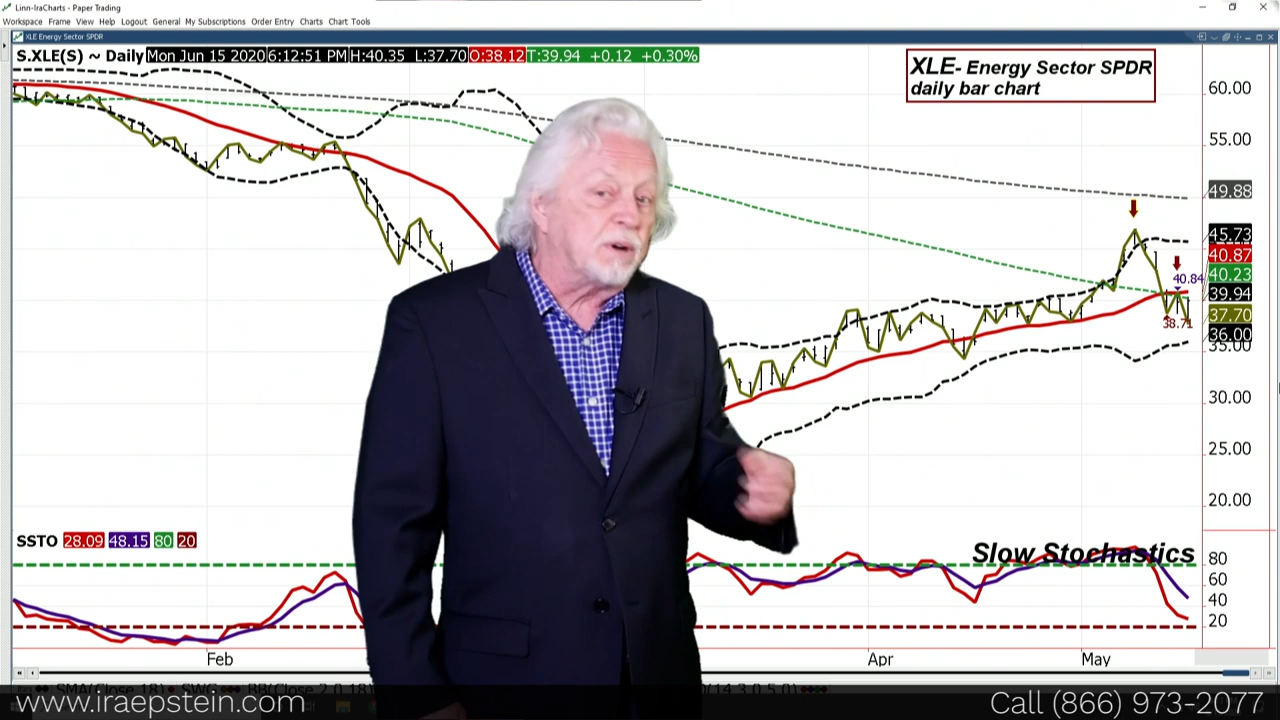 Linn-IraCharts - Paper Trading
Workspace Frame View Help Logout General My Subscriptions Order Entry Charts Chart Tools
XLE Energy Sector SPDR
S.XLE(S) ~ Daily Mon Jun 15 2020 6:12:51 PM H:40.35 L:37.70 O:38.12 T:39.94 +0.12 +0.30%
XLE- Energy Sector SPDR
daily bar chart
60.00
55.00
49.88
45.73
40.87
40.84
40.23
39.94
37.70
38.71
36.00
35.00
30.00
25.00
20.00
SSTO 28.09 48.15 80 20
Slow Stochastics
80
60
40
20
Feb Apr May
www.iraepstein.com Call (866) 973-2077